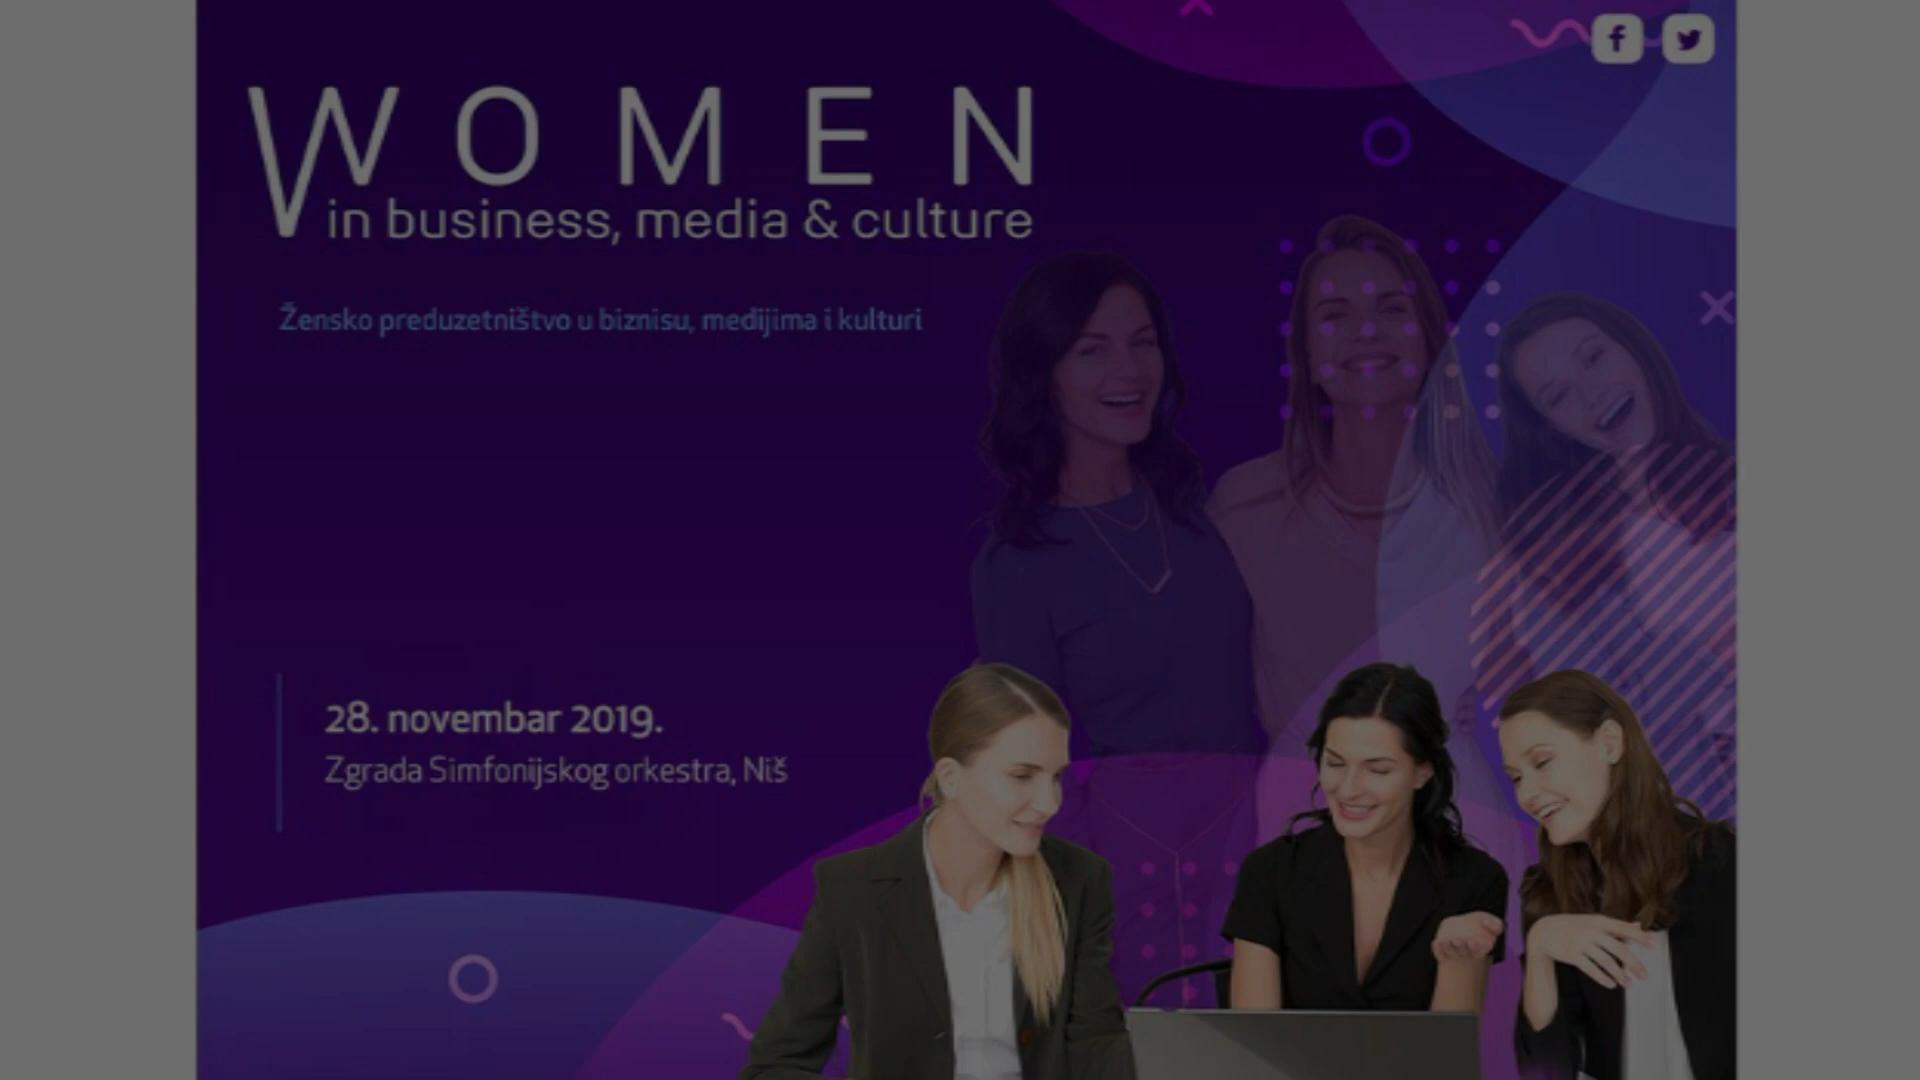 WOMEN
in business, media & culture
Žensko preduzetništvo u biznisu, medijima i kulturi
28. novembar 2019.
Zgrada Simfonijskog orkestra, Niš